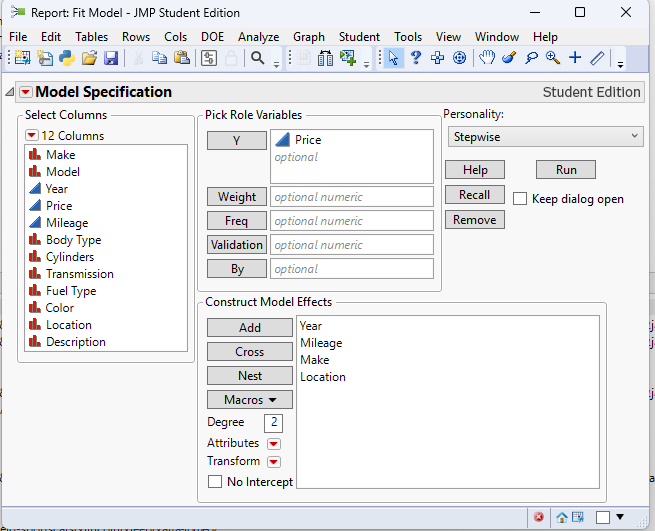 Report: Fit Model - JMP Student Edition
File Edit Tables Rows Cols DOE Analyze Graph Student Tools View Window Help
Model Specification
Student Edition
Select Columns
12 Columns
Make
Model
Year
Price
Mileage
Body Type
Cylinders
Transmission
Fuel Type
Color
Location
Description
Pick Role Variables
Y
Price
optional
Weight optional numeric
Freq optional numeric
Validation optional numeric
By optional
Personality:
Stepwise
Help Run
Recall Keep dialog open
Remove
Construct Model Effects
Add
Cross
Nest
Macros
Degree 2
Attributes
Transform
No Intercept
Year
Mileage
Make
Location